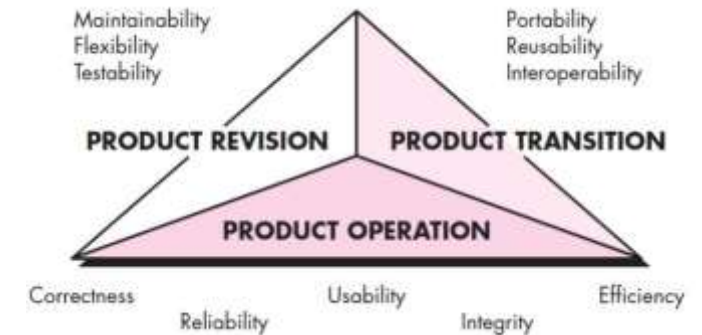 Maintainability
Flexibility
Testability
Portability
Reusability
Interoperability
PRODUCT REVISION
PRODUCT TRANSITION
PRODUCT OPERATION
Correctness
Usability
Efficiency
Reliability
Integrity